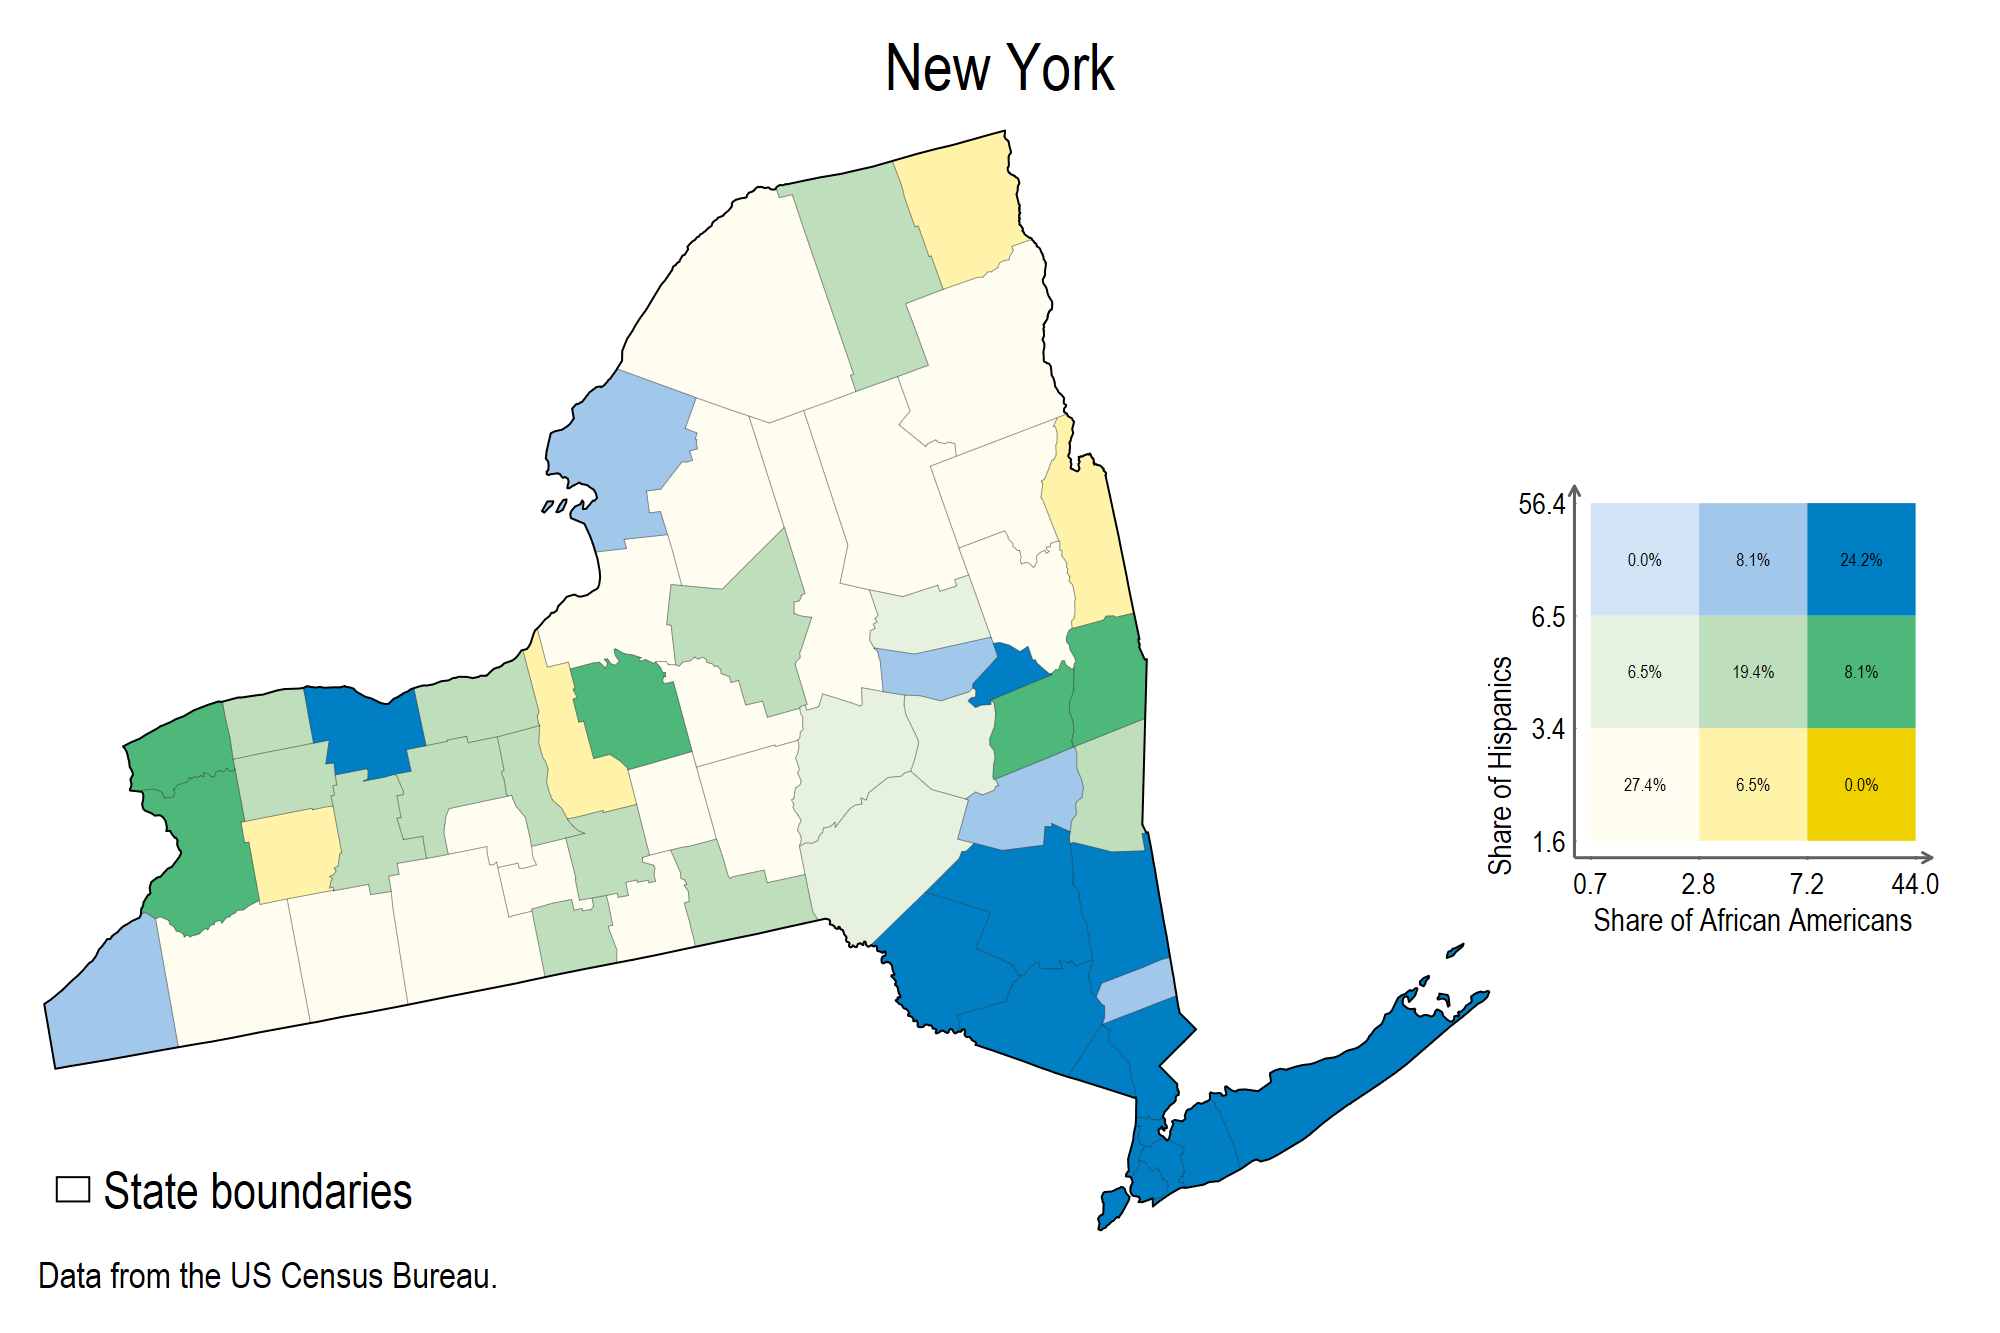 New York
56.4
0.0% 8.1% 24.2%
6.5
6.5% 19.4% 8.1%
3.4
27.4% 6.5% 0.0%
1.6
Share of Hispanics
0.7 2.8 7.2 44.0
Share of African Americans
State boundaries
Data from the US Census Bureau.